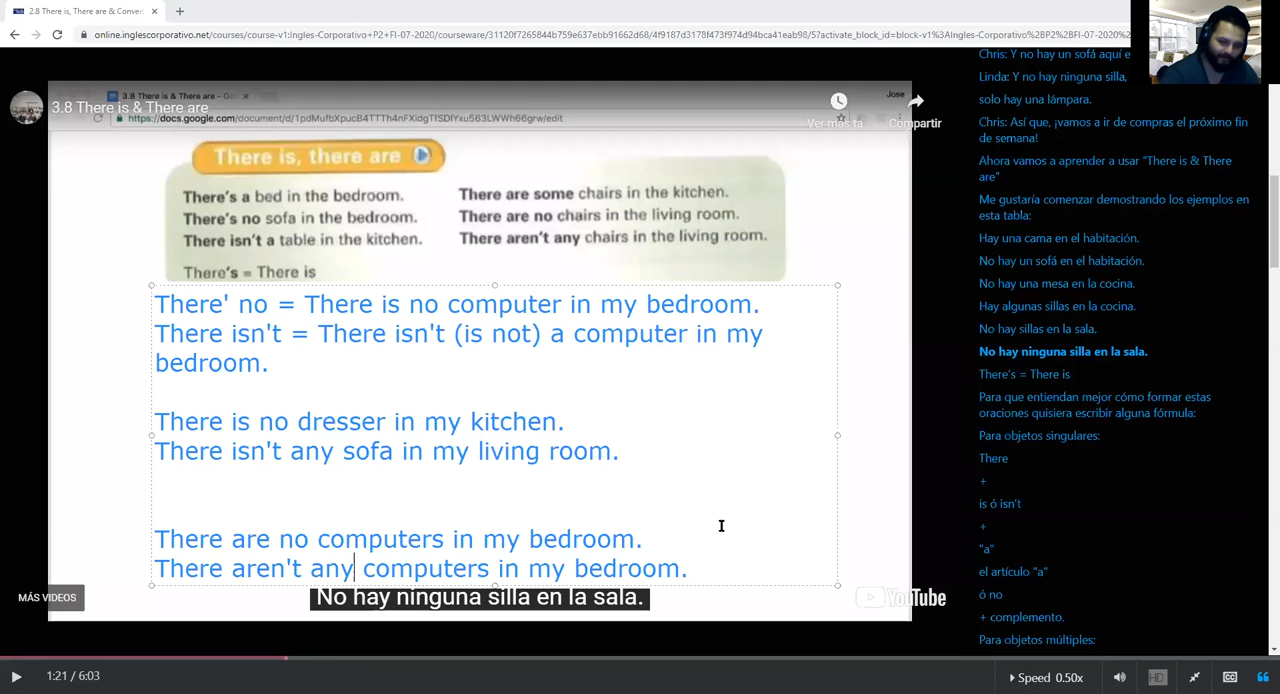 2.8 There is, There are & Conver
online.inglescorporativo.net/courses/course-v1:Ingles-Corporativo+P2+FI-07-2020/courseware/31120f7265844b759e637ebb91662d68/4f9187d3178f473f974d94bca41eab98/5?activate_block_id=block-v1%3AIngles-Corporativo%2BP2%2BFI-07-2020%2
3.8 There is & There are - G
Jose
3.8 There is & There are
https://docs.google.com/document/d/1pdMufbXpucB4TTTh4nFXidgTfSDIYxu563LWWh66grw/edit
Ver más ta...
Compartir
There is, there are
There's a bed in the bedroom.
There's no sofa in the bedroom.
There isn't a table in the kitchen.
There's = There is
There are some chairs in the kitchen.
There are no chairs in the living room.
There aren't any chairs in the living room.
There' no = There is no computer in my bedroom.
There isn't = There isn't (is not) a computer in my
bedroom.
There is no dresser in my kitchen.
There isn't any sofa in my living room.
There are no computers in my bedroom.
There aren't any computers in my bedroom.
No hay ninguna silla en la sala.
MÁS VIDEOS
YouTube
Chris: Y no hay un sofá aquí e
Linda: Y no hay ninguna silla,
solo hay una lámpara.
Chris: Así que, ¡vamos a ir de compras el próximo fin
de semana!
Ahora vamos a aprender a usar “There is & There
are”
Me gustaría comenzar demostrando los ejemplos en
esta tabla:
Hay una cama en el habitación.
No hay un sofá en el habitación.
No hay una mesa en la cocina.
Hay algunas sillas en la cocina.
No hay sillas en la sala.
No hay ninguna silla en la sala.
There's = There is
Para que entiendan mejor cómo formar estas
oraciones quisiera escribir alguna fórmula:
Para objetos singulares:
There
+
is ó isn't
+
"a"
el artículo "a"
ó no
+ complemento.
Para objetos múltiples:
1:21 / 6:03
Speed 0.50x
HD
CC